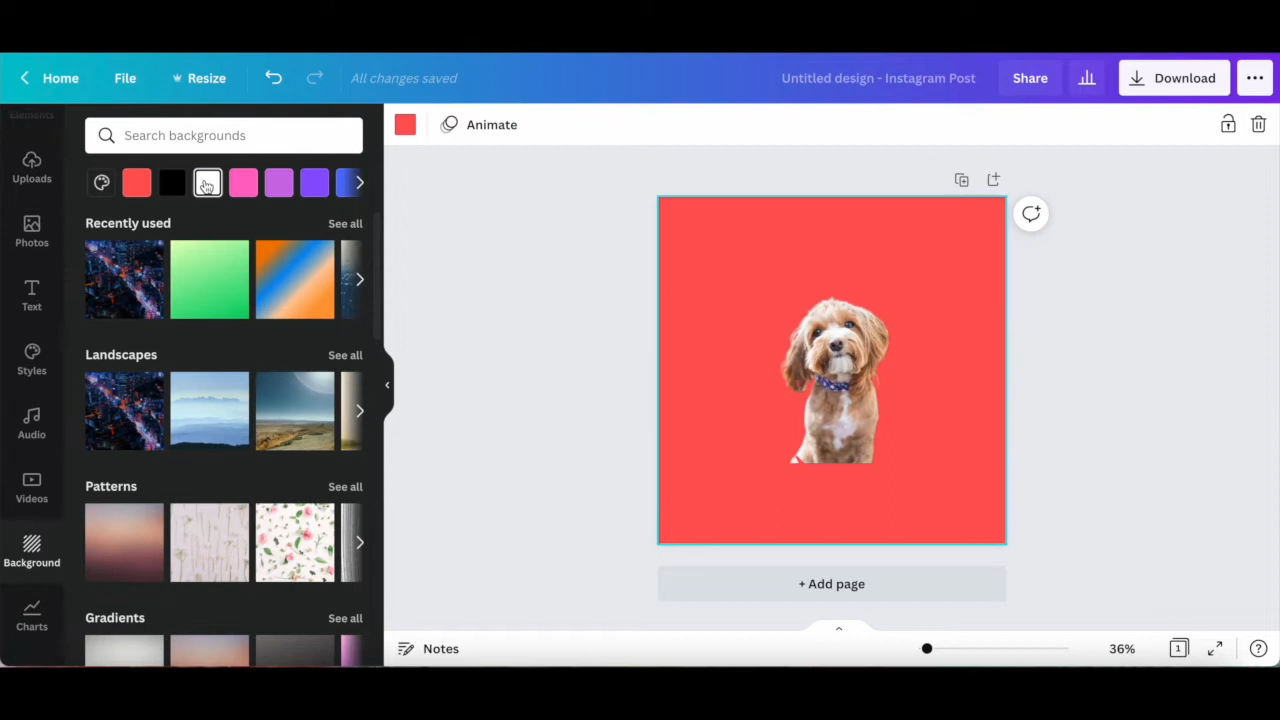 Home File Resize All changes saved Untitled design - Instagram Post Share Download
Elements
Search backgrounds
Animate
Uploads
Recently used See all
Photos
Text
Landscapes See all
Styles
Audio
Patterns See all
Videos
Background
+ Add page
Charts
Gradients See all
Notes 36% 1 ?